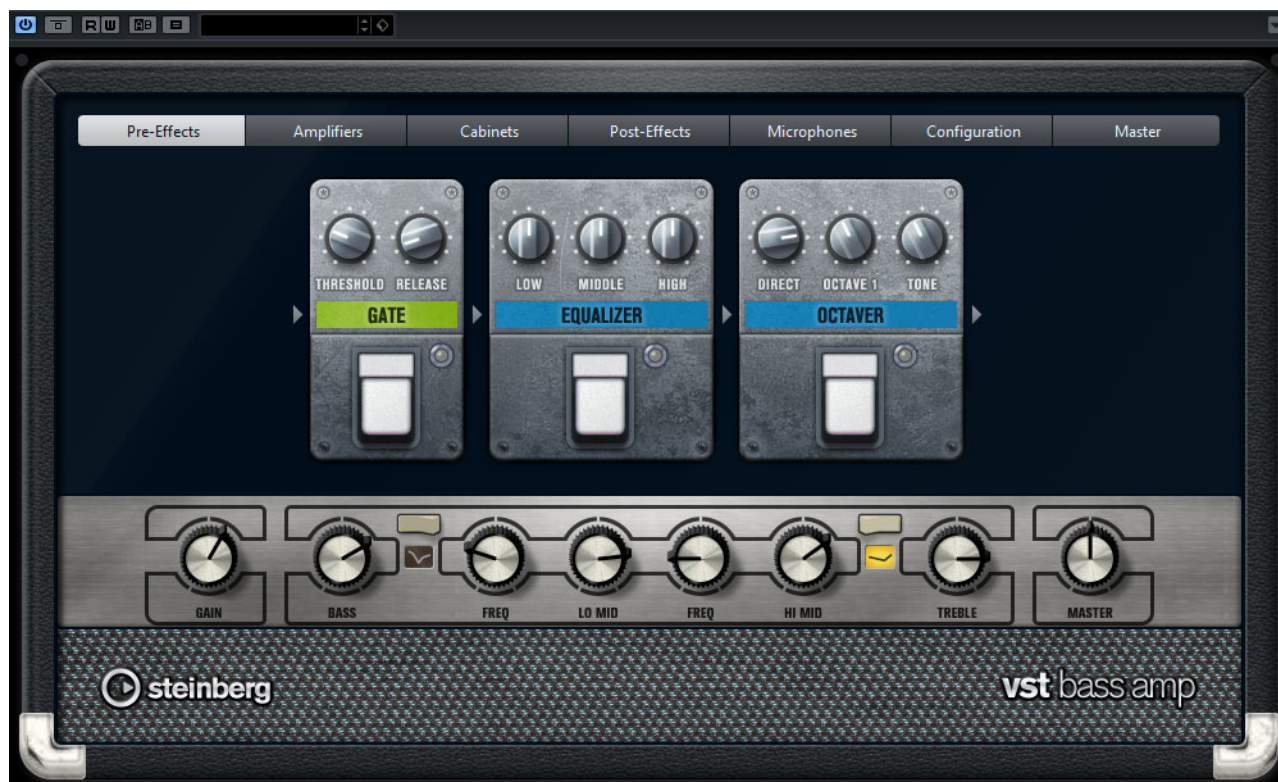 R W AB
Pre-Effects Amplifiers Cabinets Post-Effects Microphones Configuration Master
THRESHOLD RELEASE LOW MIDDLE HIGH DIRECT OCTAVE 1 TONE
GATE EQUALIZER OCTAVER
GAIN BASS FREQ LO MID FREQ HI MID TREBLE MASTER
steinberg vst bass amp